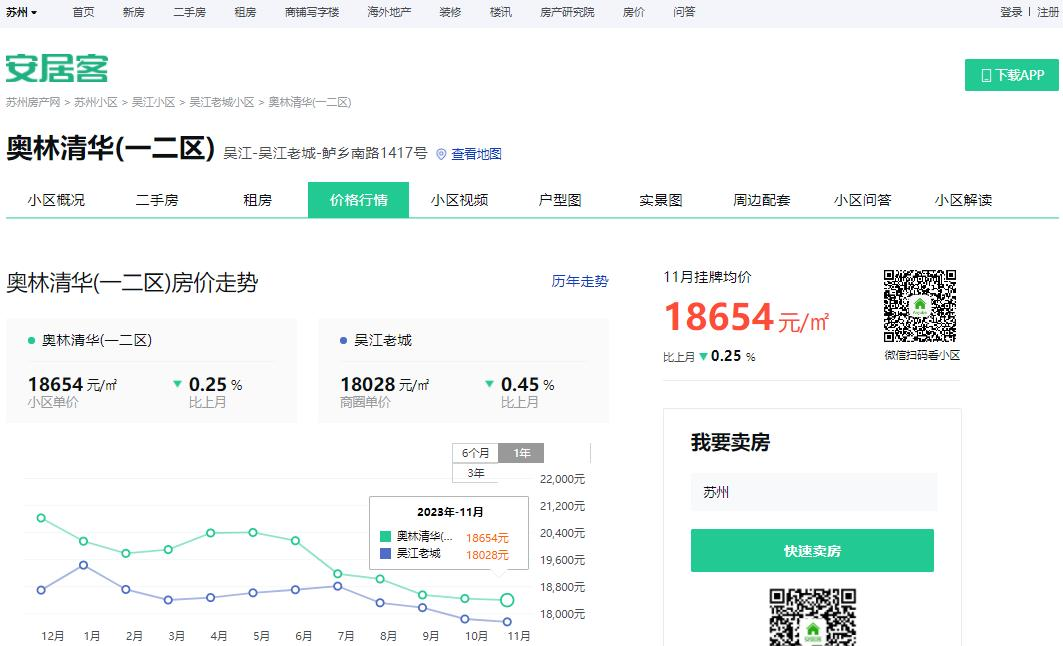 苏州 首页 新房 二手房 租房 商铺写字楼 海外地产 装修 楼讯 房产研究院 房价 问答 登录 | 注册
安居客
下载APP
苏州房产网 > 苏州小区 > 吴江小区 > 吴江老城小区 > 奥林清华(一二区)
奥林清华(一二区) 吴江-吴江老城-鲈乡南路1417号 查看地图
小区概况 二手房 租房 价格行情 小区视频 户型图 实景图 周边配套 小区问答 小区解读
奥林清华(一二区)房价走势 历年走势
奥林清华(一二区)
18654 元/㎡ 0.25 %
小区单价 比上月
吴江老城
18028 元/㎡ 0.45 %
商圈单价 比上月
6个月 1年
3年
22,000元
21,200元
20,400元
19,600元
18,800元
18,000元
2023年-11月
奥林清华(... 18654元
吴江老城 18028元
12月 1月 2月 3月 4月 5月 6月 7月 8月 9月 10月 11月
11月挂牌均价
18654 元/㎡
比上月 0.25 %
微信扫码看小区
我要卖房
苏州
快速卖房